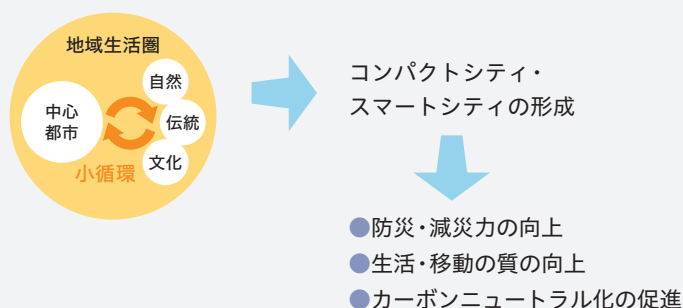 地域生活圏
中心
都市
自然
伝統
文化
小循環
コンパクトシティ・
スマートシティの形成
●防災・減災力の向上
●生活・移動の質の向上
●カーボンニュートラル化の促進